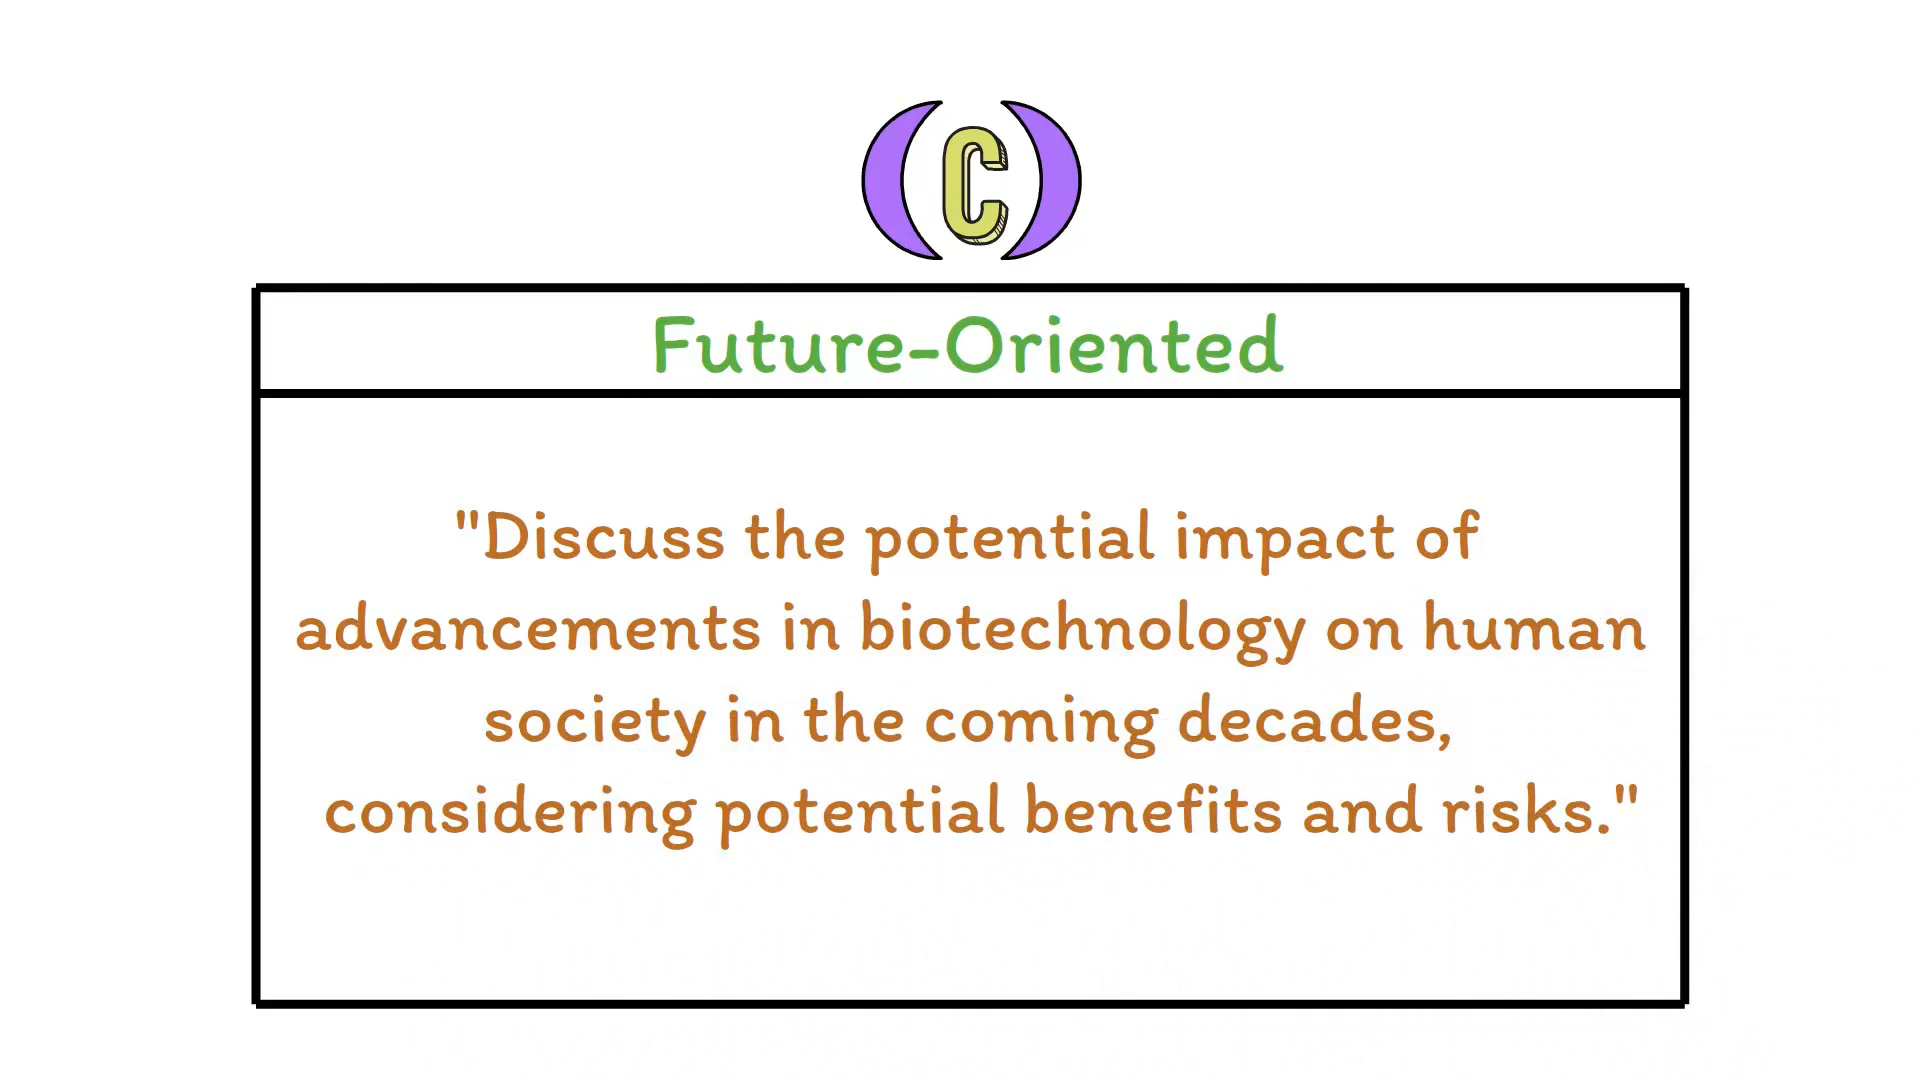 (C)
Future-Oriented
"Discuss the potential impact of
advancements in biotechnology on human
society in the coming decades,
considering potential benefits and risks."